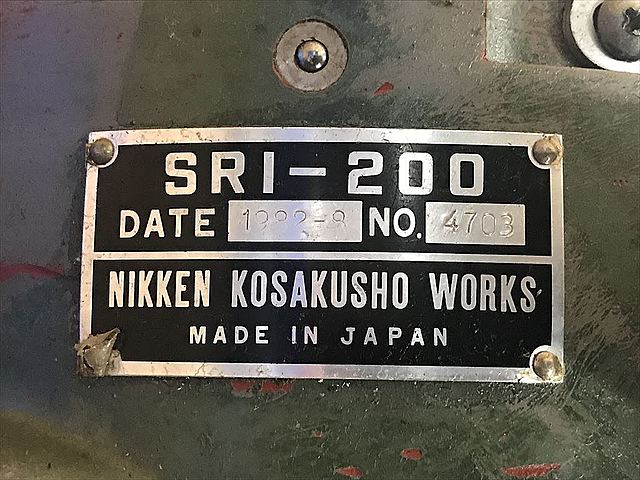 SRI-200
DATE NO. 4703
NIKKEN KOSAKUSHO WORKS
MADE IN JAPAN